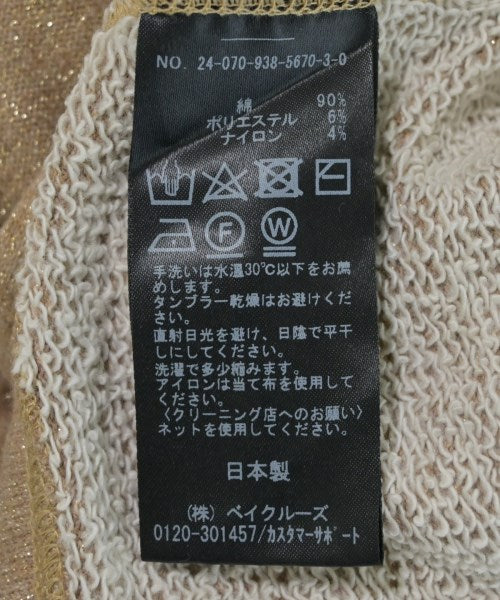 NO. 24-070-938-5670-3-0
綿 90%
ポリエステル 6%
ナイロン 4%
F W
手洗いは水温30℃以下をお薦
めします。
タンブラー乾燥はお避けくだ
さい。
直射日光を避け、日陰で平干
しにしてください。
洗濯で多少縮みます。
アイロンは当て布を使用して
ください。
〈クリーニング店へのお願い〉
ネットを使用してください。
日本製
(株) ベイクルーズ
0120-301457/カスタマーサポート